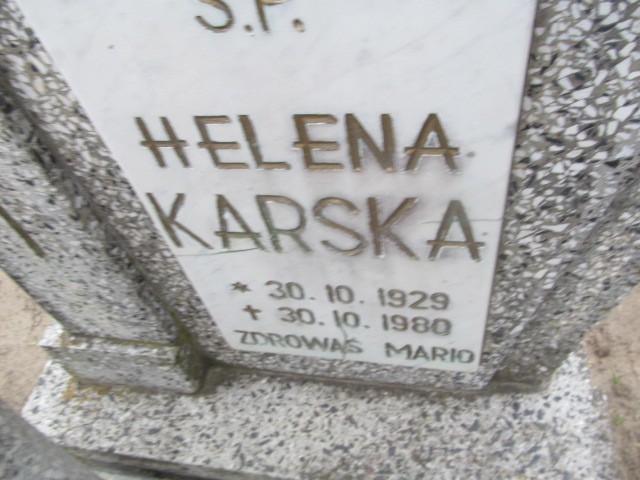 Ś.P.
HELENA
KARSKA
* 30.10.1929
✝ 30.10.1980
ZDROWAŚ MARIO